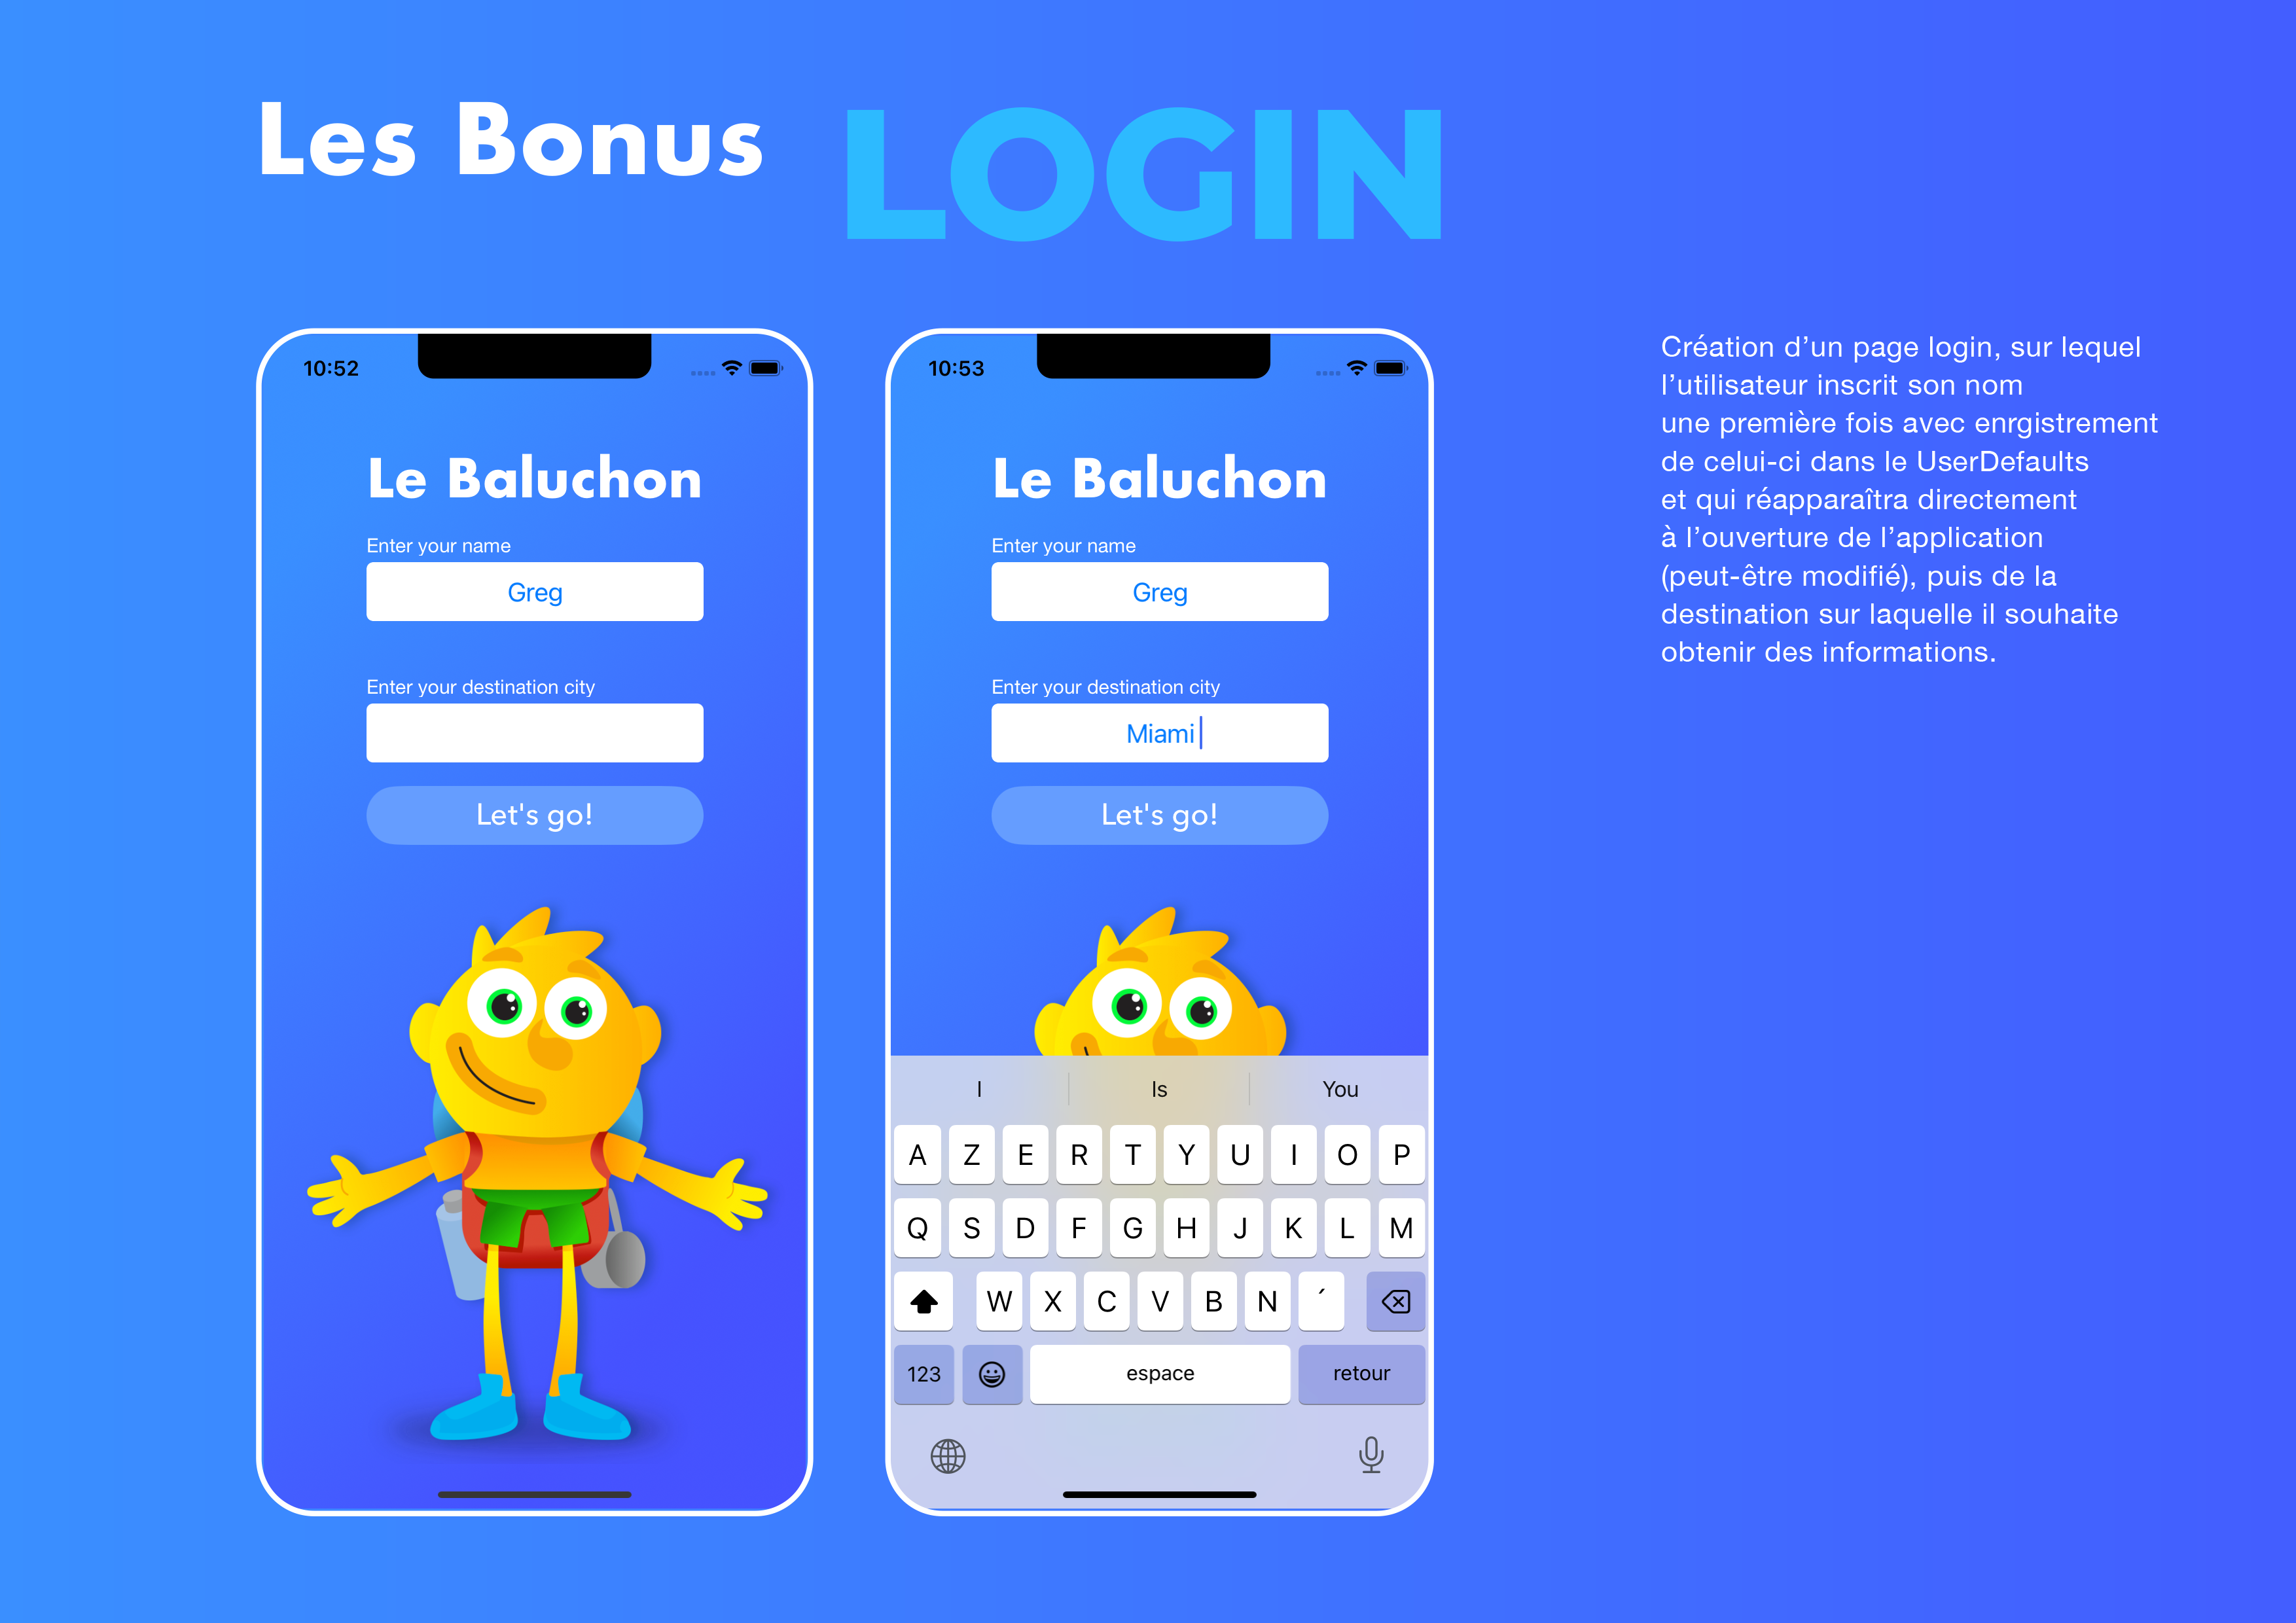 Les Bonus LOGIN
10:52
Le Baluchon
Enter your name
Greg
Enter your destination city
Let's go!
10:53
Le Baluchon
Enter your name
Greg
Enter your destination city
Miami
Let's go!
I Is You
A Z E R T Y U I O P
Q S D F G H J K L M
W X C V B N ´
123 espace retour
Création d’un page login, sur lequel
l’utilisateur inscrit son nom
une première fois avec enrgistrement
de celui-ci dans le UserDefaults
et qui réapparaîtra directement
à l’ouverture de l’application
(peut-être modifié), puis de la
destination sur laquelle il souhaite
obtenir des informations.